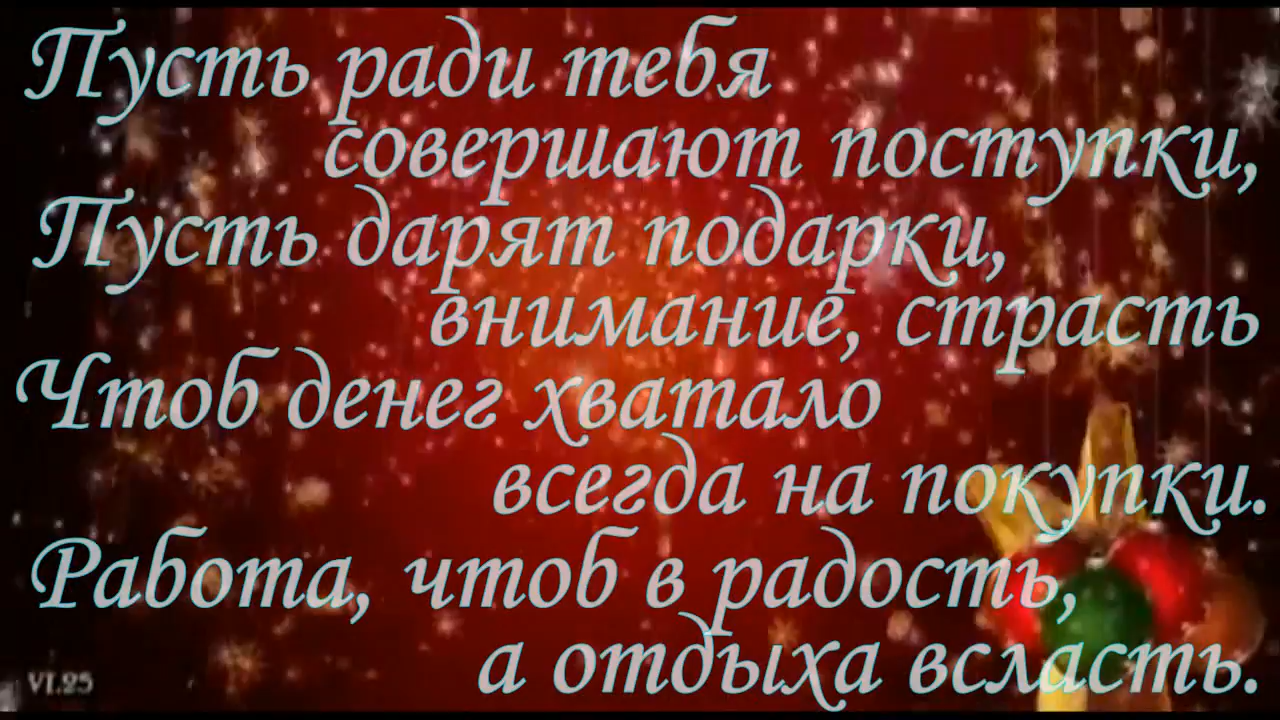 Пусть ради тебя
совершают поступки,
Пусть дарят подарки,
внимание, страсть
Чтоб денег хватало
всегда на покупки.
Работа, чтоб в радость,
а отдыха всласть.
VI.25